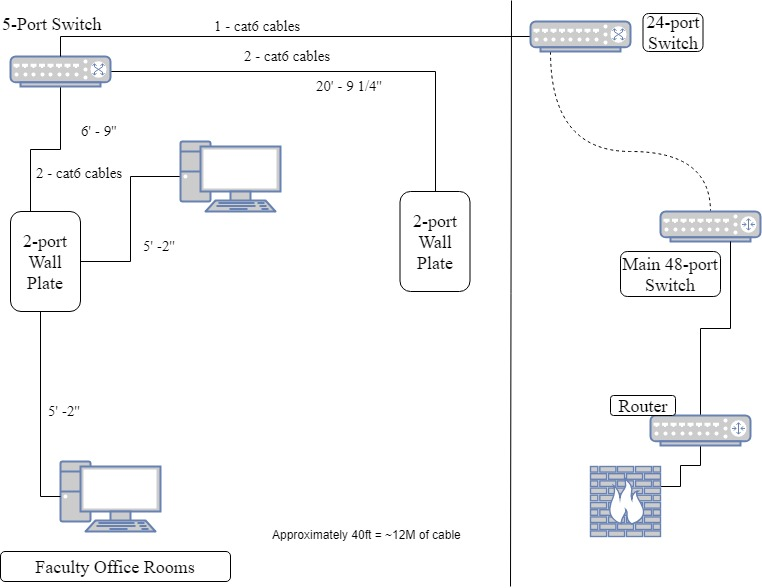 5-Port Switch
1 - cat6 cables
2 - cat6 cables
20' - 9 1/4"
24-port
Switch
6' - 9"
2 - cat6 cables
2-port
Wall
Plate
5' -2"
2-port
Wall
Plate
Main 48-port
Switch
5' -2"
Router
Approximately 40ft = ~12M of cable
Faculty Office Rooms